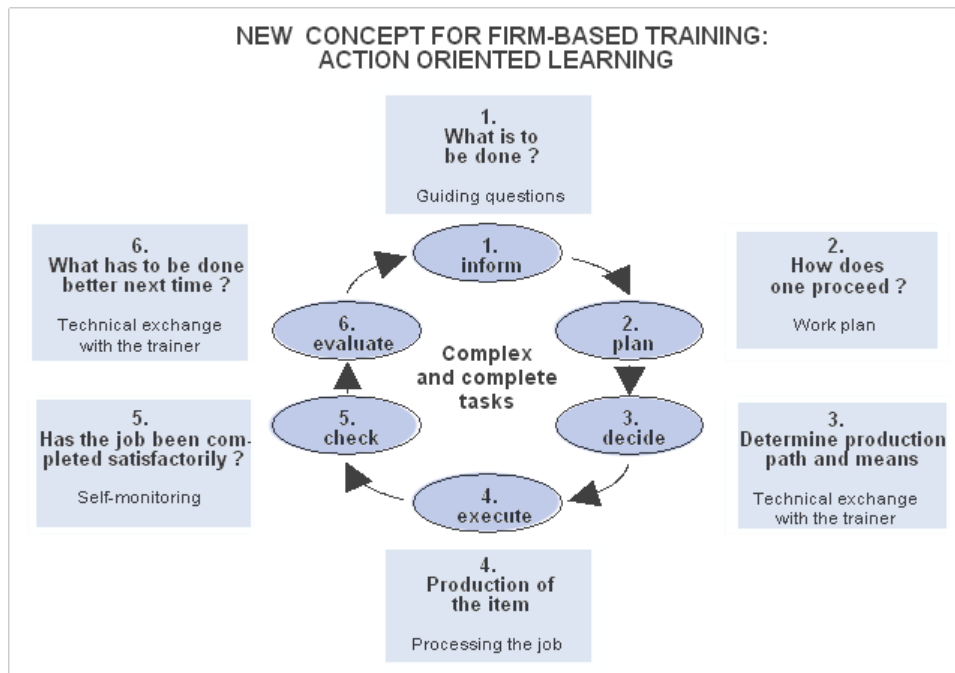 NEW CONCEPT FOR FIRM-BASED TRAINING:
ACTION ORIENTED LEARNING
1.
What is to
be done ?
Guiding questions
1.
inform
2.
How does
one proceed ?
Work plan
2.
plan
3.
Determine production
path and means
Technical exchange
with the trainer
3.
decide
4.
execute
4.
Production of
the item
Processing the job
5.
Has the job been com-
pleted satisfactorily ?
Self-monitoring
5.
check
6.
What has to be done
better next time ?
Technical exchange
with the trainer
6.
evaluate
Complex
and complete
tasks